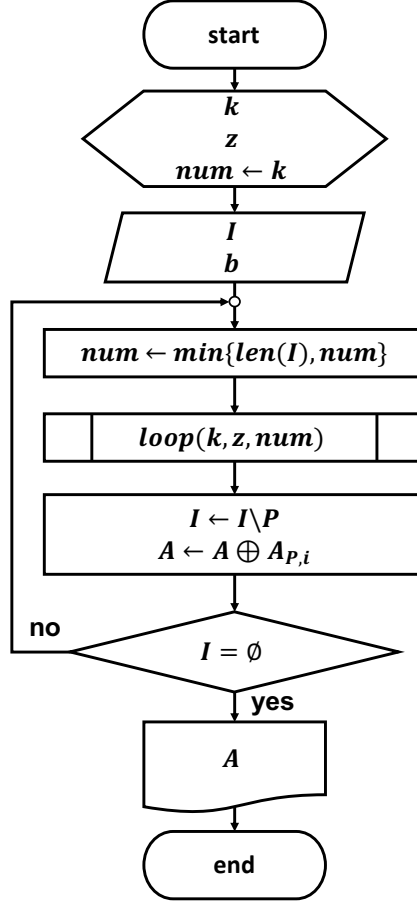 start
k
z
num ← k
I
b
num ← min{len(I), num}
loop(k, z, num)
I ← I\P
A ← A ⊕ A_{P,i}
no
I = ∅
yes
A
end